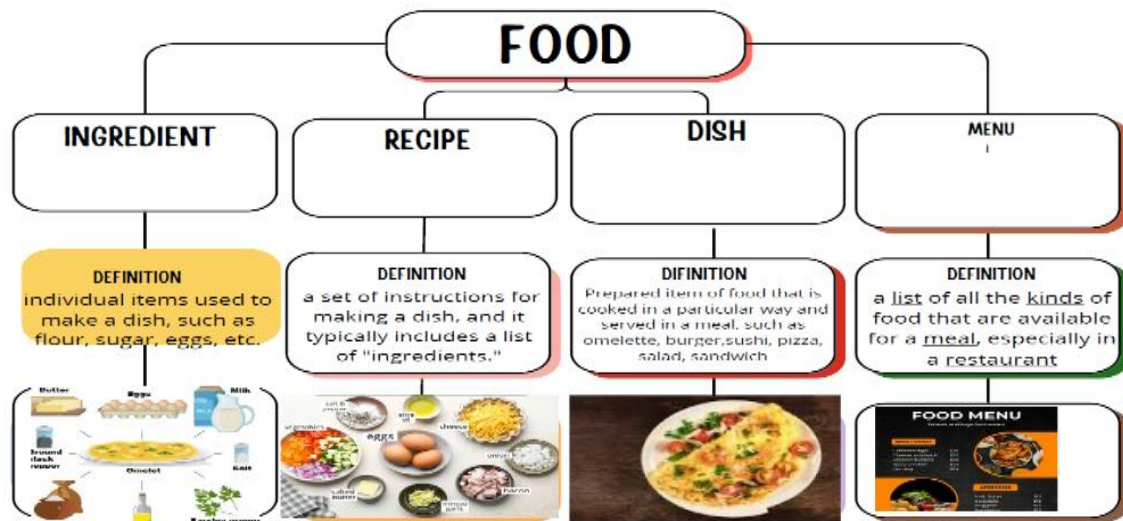 FOOD
INGREDIENT
RECIPE
DISH
MENU
DEFINITION
individual items used to
make a dish, such as
flour, sugar, eggs, etc.
DEFINITION
a set of instructions for
making a dish, and it
typically includes a list
of "ingredients."
DIFINITION
Prepared item of food that is
cooked in a particular way and
served in a meal, such as
omelette, burger,sushi, pizza,
salad, sandwich
DEFINITION
a list of all the kinds of
food that are available
for a meal, especially in
a restaurant
Butter
Eggs
Milk
Salt
Omelet
vegetables
eggs
cheese
bacon
FOOD MENU